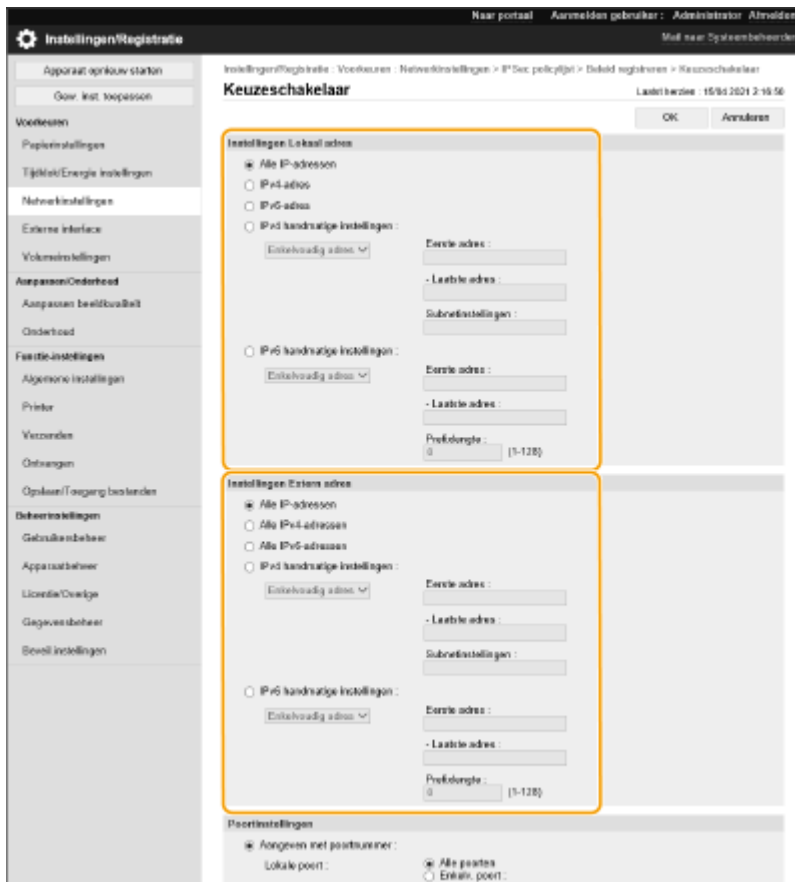 Naar portaal Aanmelden gebruiker : Administrator Afmelden
Instellingen/Registratie
Mail naar Systeembeheerder
Apparaat opnieuw starten
Gew. inst. toepassen
Voorkeuren
Papierinstellingen
Tijdklok/Energie instellingen
Netwerkinstellingen
Externe interface
Volumeinstellingen
Aanpassen/Onderhoud
Aanpassen beeldkwaliteit
Onderhoud
Functie-instellingen
Algemene instellingen
Printer
Verzenden
Ontvangen
Opslaan/Toegang bestanden
Beheerinstellingen
Gebruikersbeheer
Apparaatbeheer
Licentie/Overige
Gegevensbeheer
Beveil.instellingen
Instellingen/Registratie : Voorkeuren : Netwerkinstellingen > IPSec policylijst > Beleid registreren > Keuzeschakelaar
Keuzeschakelaar
Laatst herzien : 15/04 2021 2:16:50
OK Annuleren
Instellingen Lokaal adres
Alle IP-adressen
IPv4-adres
IPv6-adres
IPv4 handmatige instellingen :
Enkelvoudig adres
Eerste adres :
- Laatste adres :
Subnetinstellingen :
IPv6 handmatige instellingen :
Enkelvoudig adres
Eerste adres :
- Laatste adres :
Prefixlengte :
0 (1-128)
Instellingen Extern adres
Alle IP-adressen
Alle IPv4-adressen
Alle IPv6-adressen
IPv4 handmatige instellingen :
Enkelvoudig adres
Eerste adres :
- Laatste adres :
Subnetinstellingen :
IPv6 handmatige instellingen :
Enkelvoudig adres
Eerste adres :
- Laatste adres :
Prefixlengte :
0 (1-128)
Poortinstellingen
Aangeven met poortnummer :
Lokale poort :
Alle poorten
Enkelv. poort :